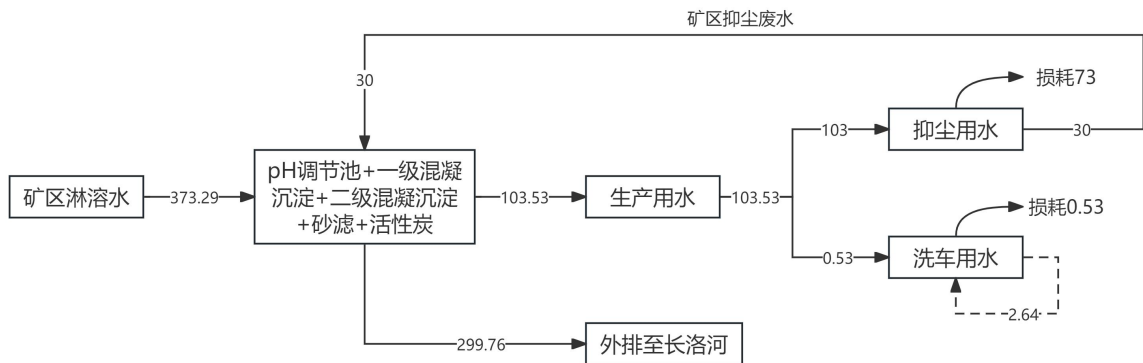 矿区抑尘废水
30
损耗73
103
抑尘用水
30
pH调节池+一级混凝
沉淀+二级混凝沉淀
+砂滤+活性炭
矿区淋溶水
373.29
103.53
生产用水
103.53
损耗0.53
0.53
洗车用水
2.64
299.76
外排至长洛河